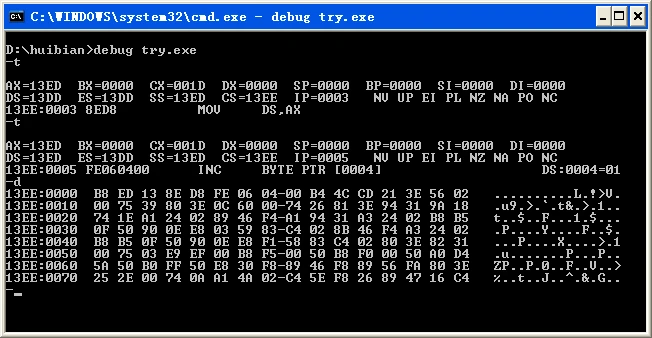 C:\WINDOWS\system32\cmd.exe - debug try.exe
D:\huibian>debug try.exe
-t
AX=13ED  BX=0000  CX=001D  DX=0000  SP=0000  BP=0000  SI=0000  DI=0000
DS=13DD  ES=13DD  SS=13ED  CS=13EE  IP=0003   NV UP EI PL NZ NA PO NC
13EE:0003 8ED8          MOV     DS,AX
-t
AX=13ED  BX=0000  CX=001D  DX=0000  SP=0000  BP=0000  SI=0000  DI=0000
DS=13ED  ES=13DD  SS=13ED  CS=13EE  IP=0005   NV UP EI PL NZ NA PO NC
13EE:0005 FE060400      INC     BYTE PTR [0004]                    DS:0004=01
-d
13EE:0000  B8 ED 13 8E D8 FE 06 04-00 B4 4C CD 21 3E 56 02   ..........L.!>V.
13EE:0010  00 75 39 80 3E 0C 60 00-74 26 81 3E 94 31 9A 18   .u9.>.`.t&.>.1..
13EE:0020  74 1E A1 24 02 89 46 F4-A1 94 31 A3 24 02 B8 B5   t..$..F...1.$...
13EE:0030  0F 50 90 0E E8 03 59 83-C4 02 8B 46 F4 A3 24 02   .P....Y....F..$.
13EE:0040  B8 B5 0F 50 90 0E E8 F1-58 83 C4 02 80 3E 82 31   ...P....X....>.1
13EE:0050  00 75 03 E9 EF 00 B8 F5-00 50 B8 F0 00 50 A0 D4   .u.......P...P..
13EE:0060  5A 50 B0 FF 50 E8 30 F8-89 46 F8 89 56 FA 80 3E   ZP..P.0..F..V..>
13EE:0070  25 2E 00 74 0A A1 4A 02-C4 5E F8 26 89 47 16 C4   %..t..J..^.&.G..
-